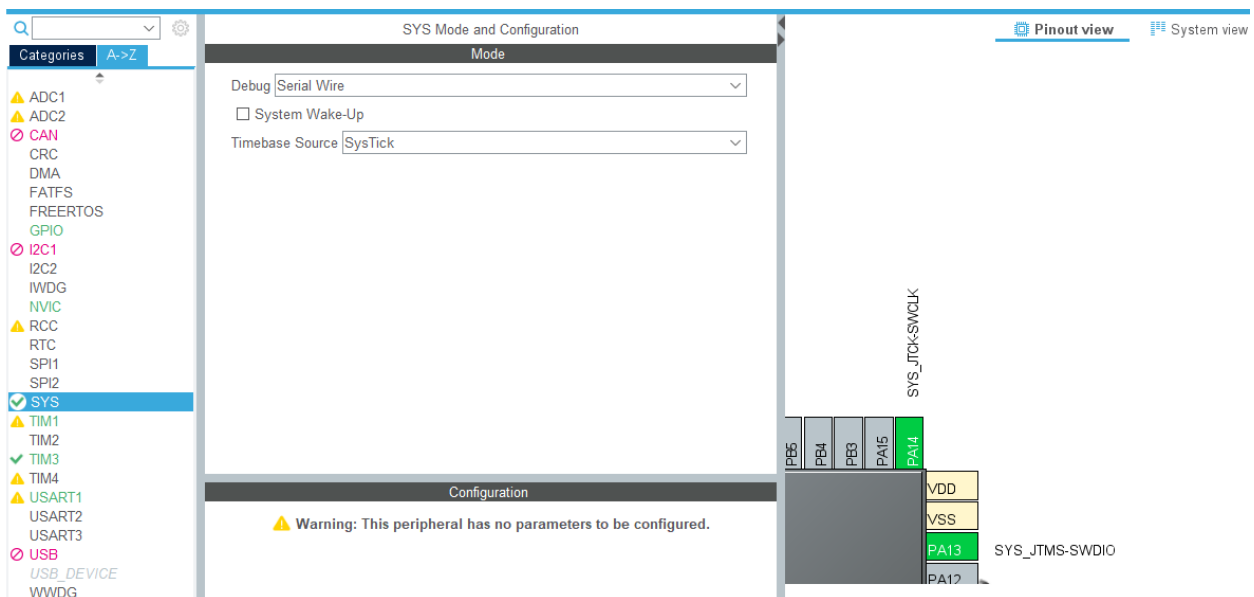 Categories
A->Z
ADC1
ADC2
CAN
CRC
DMA
FATFS
FREERTOS
GPIO
I2C1
I2C2
IWDG
NVIC
RCC
RTC
SPI1
SPI2
SYS
TIM1
TIM2
TIM3
TIM4
USART1
USART2
USART3
USB
USB_DEVICE
WWDG
SYS Mode and Configuration
Mode
Debug Serial Wire
System Wake-Up
Timebase Source SysTick
Configuration
Warning: This peripheral has no parameters to be configured.
Pinout view
System view
SYS_JTCK-SWCLK
PB5
PB4
PB3
PA15
PA14
VDD
VSS
PA13 SYS_JTMS-SWDIO
PA12